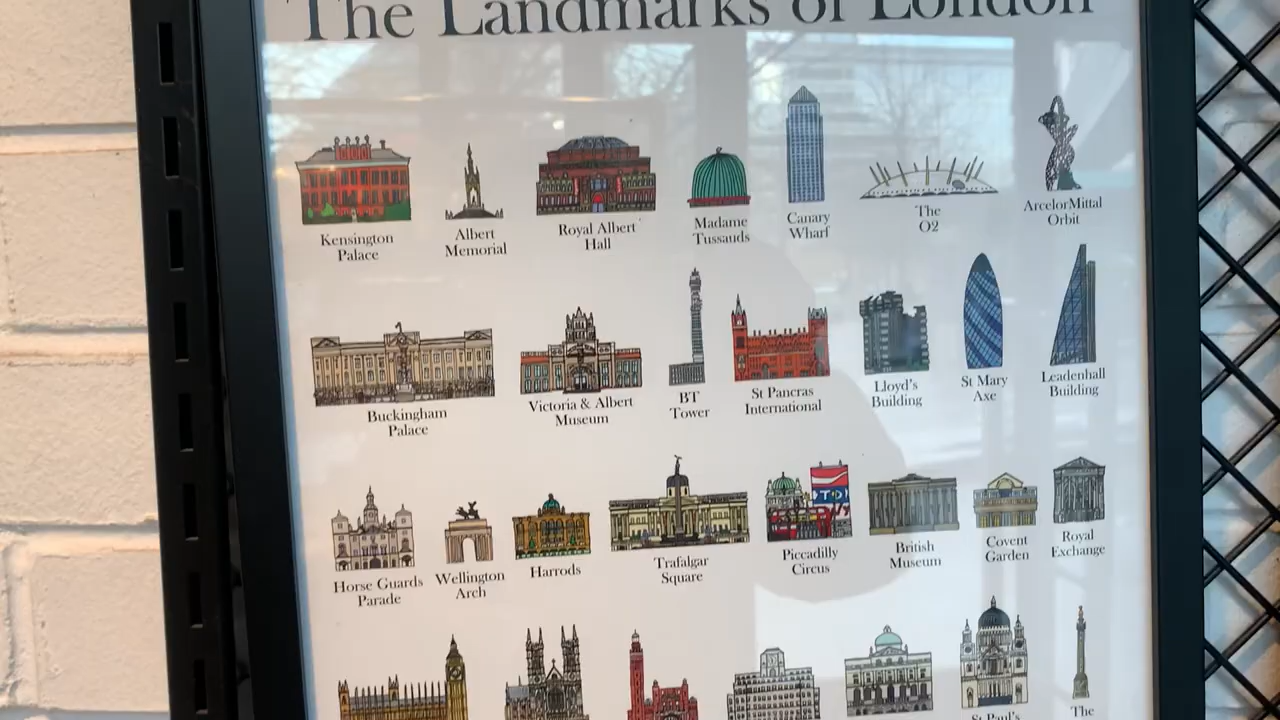 The Landmarks of London
Kensington
Palace
Albert
Memorial
Royal Albert
Hall
Madame
Tussauds
Canary
Wharf
The
O2
ArcelorMittal
Orbit
Buckingham
Palace
Victoria & Albert
Museum
BT
Tower
St Pancras
International
Lloyd's
Building
St Mary
Axe
Leadenhall
Building
Horse Guards
Parade
Wellington
Arch
Harrods
Trafalgar
Square
Piccadilly
Circus
British
Museum
Covent
Garden
Royal
Exchange
St Paul's
The